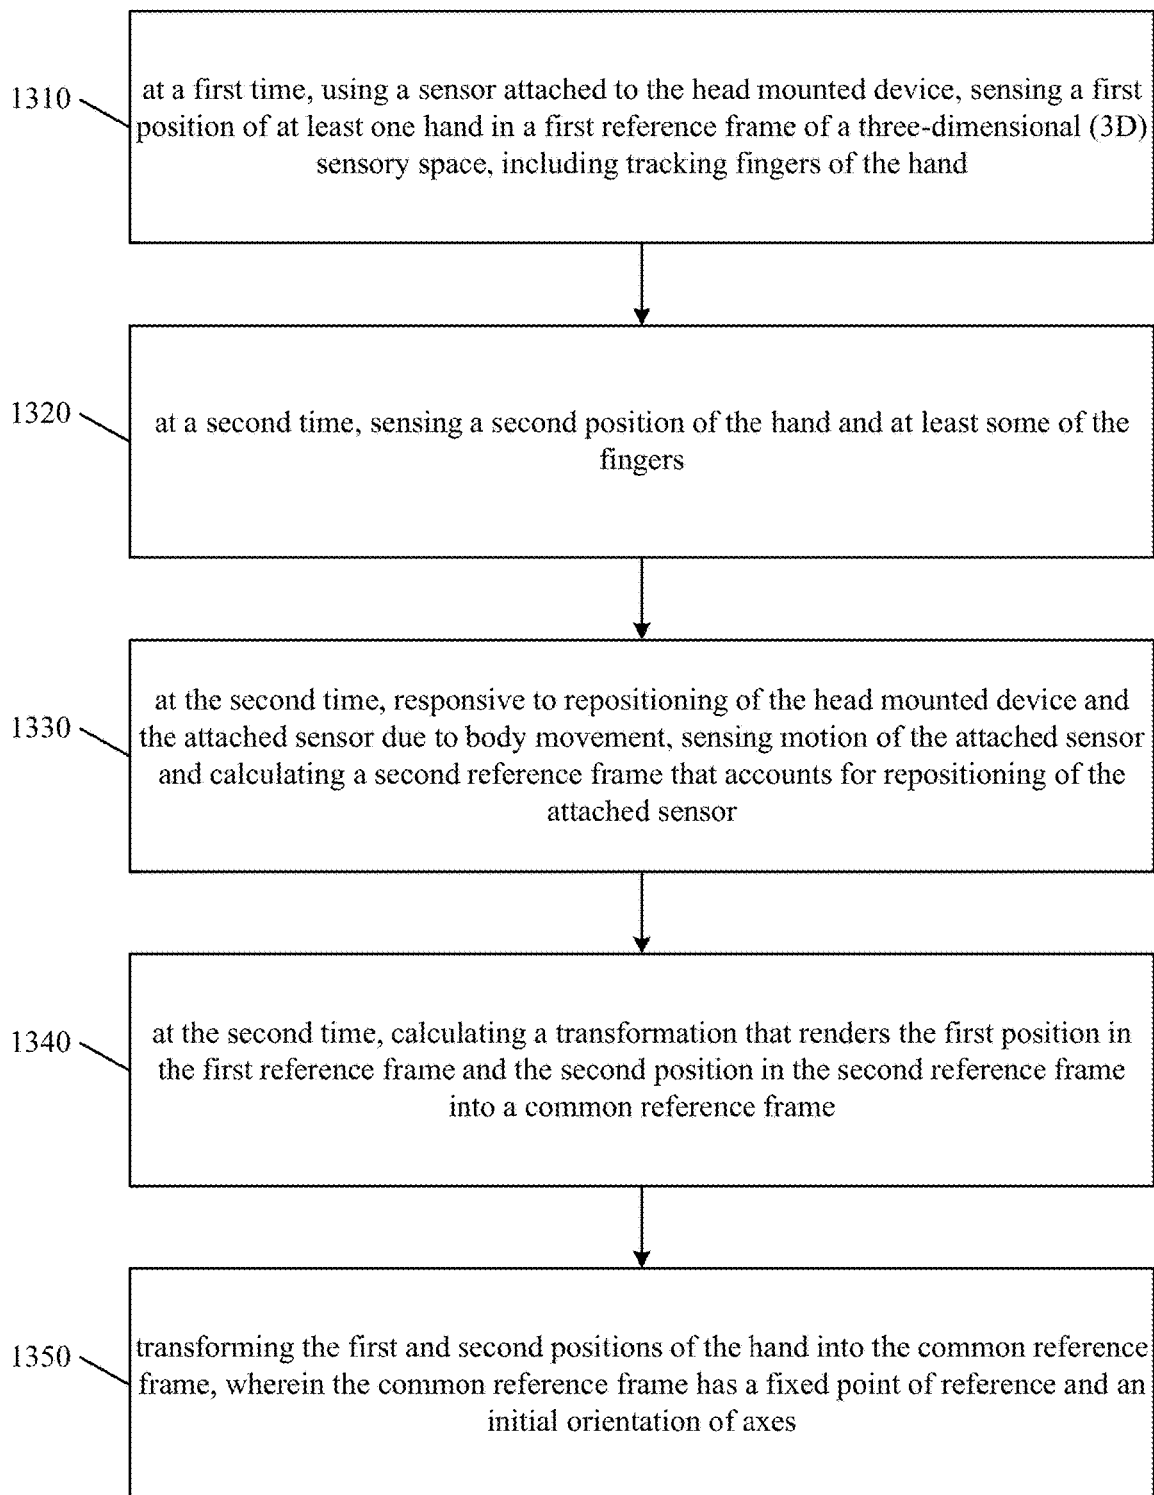 1310
at a first time, using a sensor attached to the head mounted device, sensing a first
position of at least one hand in a first reference frame of a three-dimensional (3D)
sensory space, including tracking fingers of the hand
1320
at a second time, sensing a second position of the hand and at least some of the
fingers
1330
at the second time, responsive to repositioning of the head mounted device and
the attached sensor due to body movement, sensing motion of the attached sensor
and calculating a second reference frame that accounts for repositioning of the
attached sensor
1340
at the second time, calculating a transformation that renders the first position in
the first reference frame and the second position in the second reference frame
into a common reference frame
1350
transforming the first and second positions of the hand into the common reference
frame, wherein the common reference frame has a fixed point of reference and an
initial orientation of axes